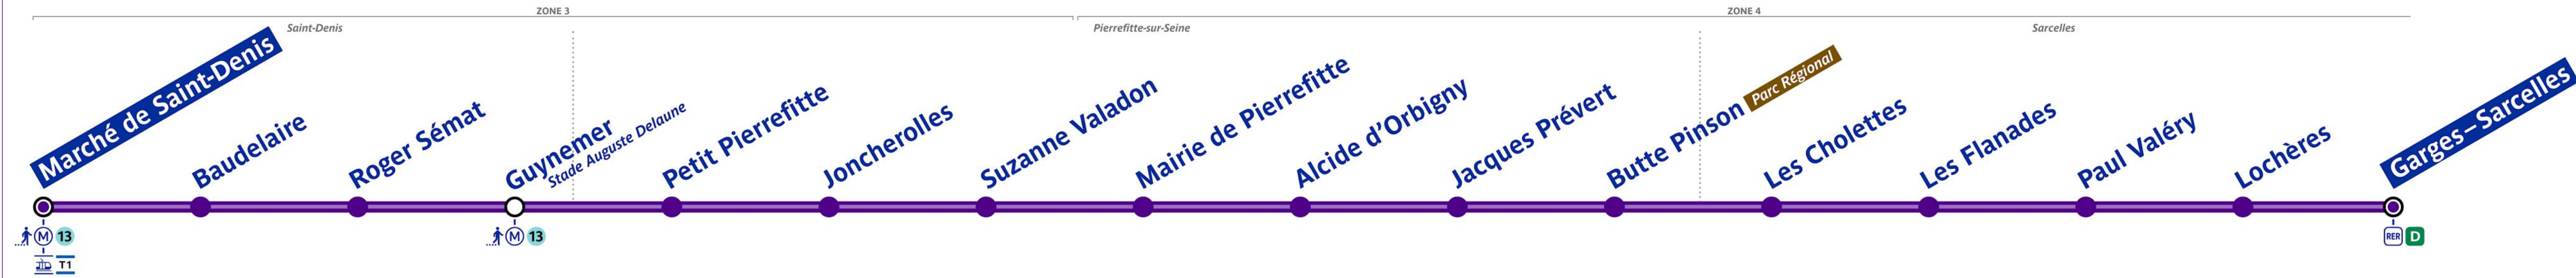 ZONE 3
ZONE 4
Saint-Denis
Pierrefitte-sur-Seine
Sarcelles
Marché de Saint-Denis
Baudelaire
Roger Sémat
Guynemer
Stade Auguste Delaune
Petit Pierrefitte
Joncherolles
Suzanne Valadon
Mairie de Pierrefitte
Alcide d’Orbigny
Jacques Prévert
Butte Pinson Parc Régional
Les Cholettes
Les Flanades
Paul Valéry
Lochères
Garges–Sarcelles
M 13
M 13
RER D
T1